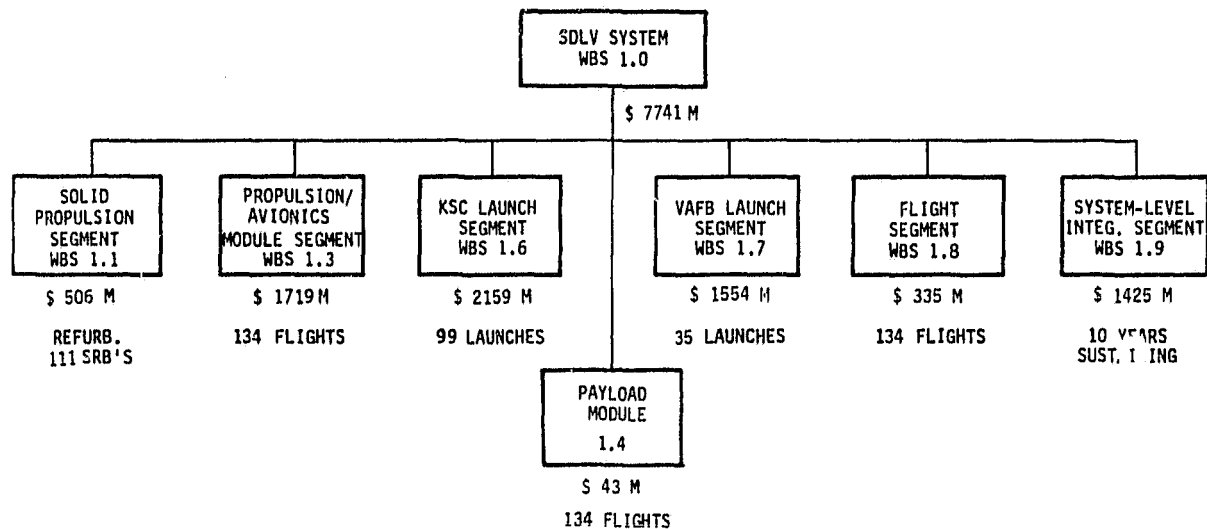 SDLV SYSTEM
WBS 1.0
$ 7741 M
SOLID
PROPULSION
SEGMENT
WBS 1.1
$ 506 M
REFURB.
111 SRB'S
PROPULSION/
AVIONICS
MODULE SEGMENT
WBS 1.3
$ 1719 M
134 FLIGHTS
KSC LAUNCH
SEGMENT
WBS 1.6
$ 2159 M
99 LAUNCHES
VAFB LAUNCH
SEGMENT
WBS 1.7
$ 1554 M
35 LAUNCHES
FLIGHT
SEGMENT
WBS 1.8
$ 335 M
134 FLIGHTS
SYSTEM-LEVEL
INTEG. SEGMENT
WBS 1.9
$ 1425 M
10
SUST.
PAYLOAD
MODULE
1.4
$ 43 M
134 FLIGHTS